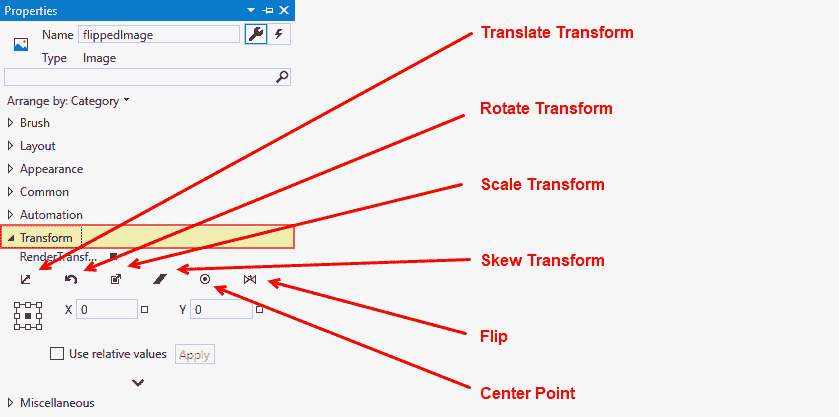 Properties
Name flippedImage
Type Image
Arrange by: Category
Brush
Layout
Appearance
Common
Automation
Transform
RenderTransf...
X 0 Y 0
Use relative values Apply
Miscellaneous
Translate Transform
Rotate Transform
Scale Transform
Skew Transform
Flip
Center Point